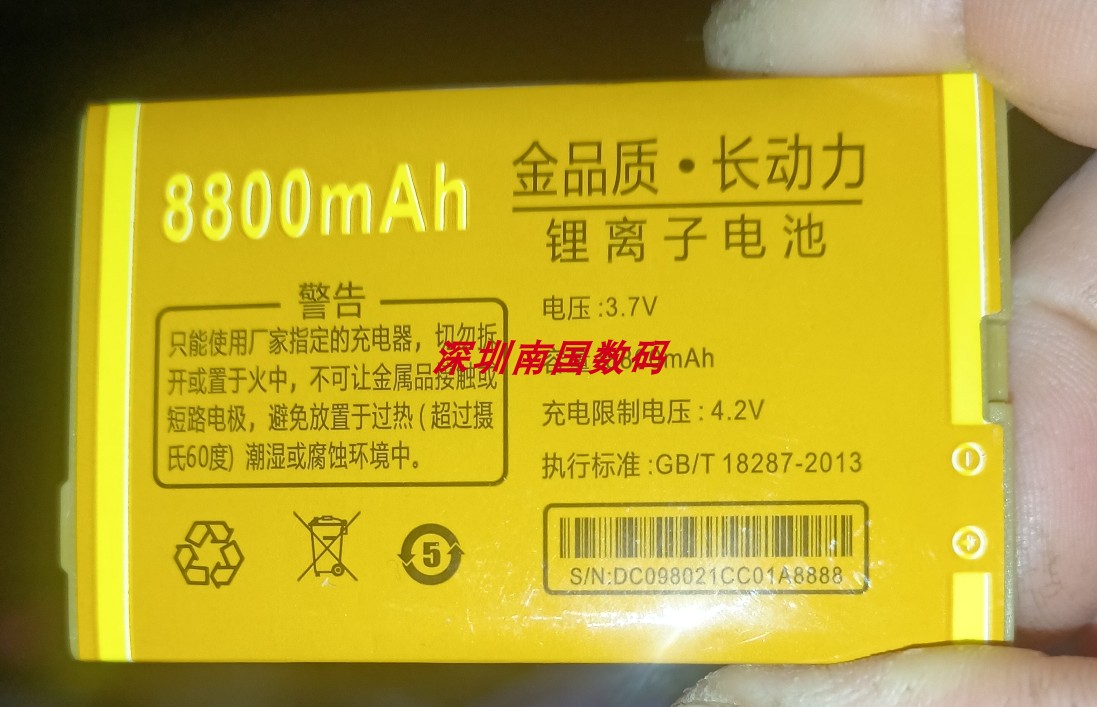 8800mAh
金品质·长动力
锂离子电池
警告
只能使用厂家指定的充电器，切勿拆
开或置于火中，不可让金属品接触或
短路电极，避免放置于过热(超过摄
氏60度) 潮湿或腐蚀环境中。
电压:3.7V
mAh
充电限制电压:4.2V
执行标准:GB/T 18287-2013
深圳南国数码
5
S/N:DC098021CC01A8888